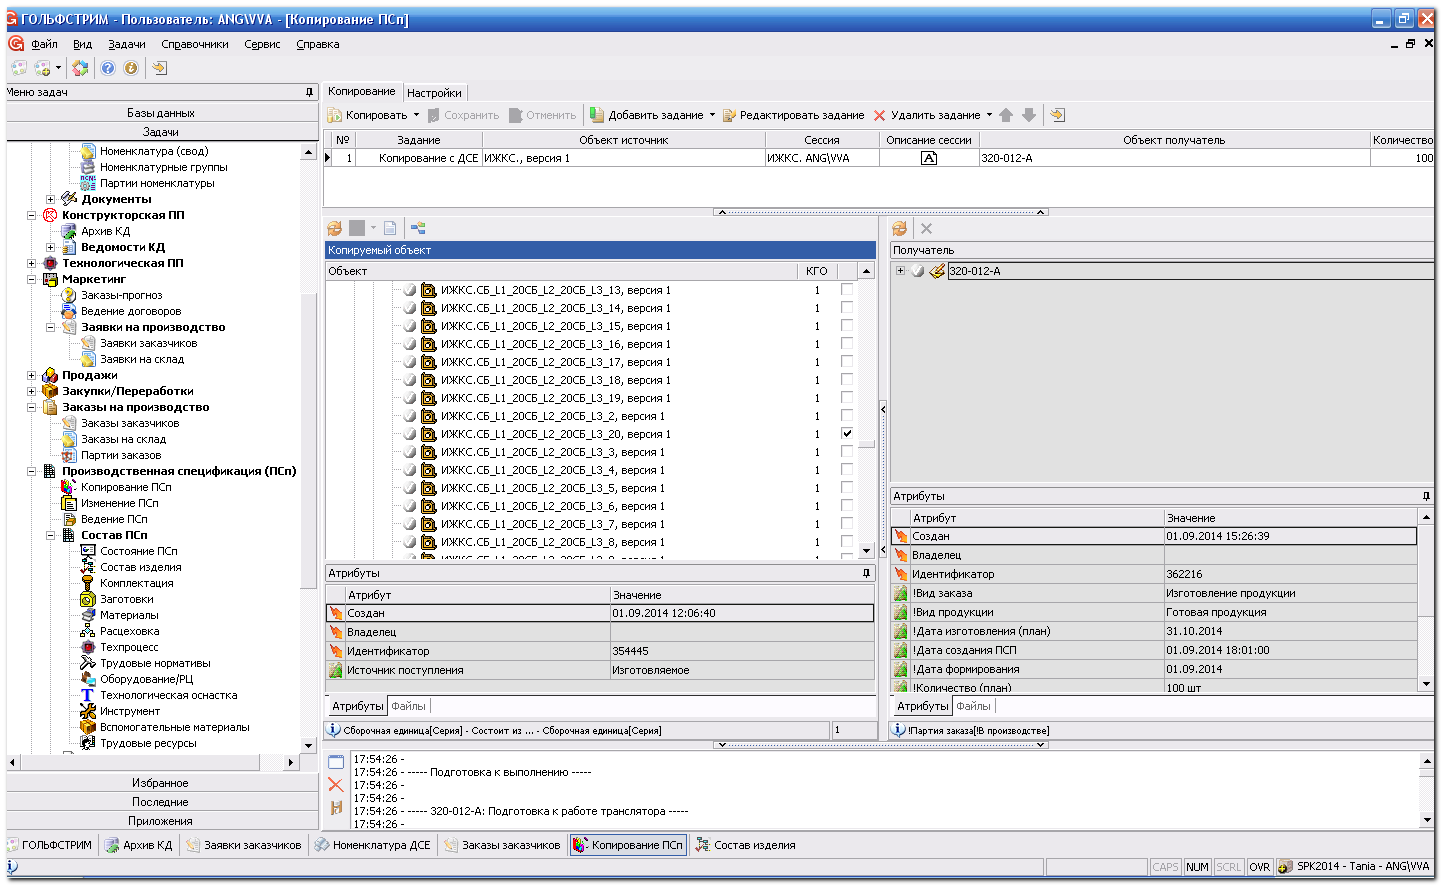 ГОЛЬФСТРИМ - Пользователь: ANG\VVA - [Копирование ПСп]
Файл Вид Задачи Справочники Сервис Справка
Меню задач
Базы данных
Задачи
Номенклатура (свод)
Номенклатурные группы
Партии номенклатуры
Документы
Конструкторская ПП
Архив КД
Ведомости КД
Технологическая ПП
Маркетинг
Заказы-прогноз
Ведение договоров
Заявки на производство
Заявки заказчиков
Заявки на склад
Продажи
Закупки/Переработки
Заказы на производство
Заказы заказчиков
Заказы на склад
Партии заказов
Производственная спецификация (ПСп)
Копирование ПСп
Изменение ПСп
Ведение ПСп
Состав ПСп
Состояние ПСп
Состав изделия
Комплектация
Заготовки
Материалы
Расцеховка
Техпроцесс
Трудовые нормативы
Оборудование/РЦ
Технологическая оснастка
Инструмент
Вспомогательные материалы
Трудовые ресурсы
Избранное
Последние
Приложения
Копирование Настройки
Копировать Сохранить Отменить Добавить задание Редактировать задание Удалить задание
№ Задание Объект источник Сессия Описание сессии Объект получатель Количество
1 Копирование с ДСЕ ИЖКС., версия 1 ИЖКС. ANG\VVA A 320-012-А 100
Копируемый объект
Объект КГО
ИЖКС.СБ_L1_20СБ_L2_20СБ_L3_13, версия 1 1
ИЖКС.СБ_L1_20СБ_L2_20СБ_L3_14, версия 1 1
ИЖКС.СБ_L1_20СБ_L2_20СБ_L3_15, версия 1 1
ИЖКС.СБ_L1_20СБ_L2_20СБ_L3_16, версия 1 1
ИЖКС.СБ_L1_20СБ_L2_20СБ_L3_17, версия 1 1
ИЖКС.СБ_L1_20СБ_L2_20СБ_L3_18, версия 1 1
ИЖКС.СБ_L1_20СБ_L2_20СБ_L3_19, версия 1 1
ИЖКС.СБ_L1_20СБ_L2_20СБ_L3_2, версия 1 1
ИЖКС.СБ_L1_20СБ_L2_20СБ_L3_20, версия 1 1
ИЖКС.СБ_L1_20СБ_L2_20СБ_L3_3, версия 1 1
ИЖКС.СБ_L1_20СБ_L2_20СБ_L3_4, версия 1 1
ИЖКС.СБ_L1_20СБ_L2_20СБ_L3_5, версия 1 1
ИЖКС.СБ_L1_20СБ_L2_20СБ_L3_6, версия 1 1
ИЖКС.СБ_L1_20СБ_L2_20СБ_L3_7, версия 1 1
ИЖКС.СБ_L1_20СБ_L2_20СБ_L3_8, версия 1 1
Атрибуты
Атрибут Значение
Создан 01.09.2014 12:06:40
Владелец
Идентификатор 354445
Источник поступления Изготовляемое
Атрибуты Файлы
Сборочная единица[Серия] - Состоит из ... - Сборочная единица[Серия] 1
Получатель
320-012-А
Атрибуты
Атрибут Значение
Создан 01.09.2014 15:26:39
Владелец
Идентификатор 362216
!Вид заказа Изготовление продукции
!Вид продукции Готовая продукция
!Дата изготовления (план) 31.10.2014
!Дата создания ПСП 01.09.2014 18:01:00
!Дата формирования 01.09.2014
!Количество (план) 100 шт
Атрибуты Файлы
!Партия заказа[!В производстве]
17:54:26 -
17:54:26 - ----- Подготовка к выполнению -----
17:54:26 -
17:54:26 -
17:54:26 - ----- 320-012-А: Подготовка к работе транслятора -----
17:54:26 -
ГОЛЬФСТРИМ Архив КД Заявки заказчиков Номенклатура ДСЕ Заказы заказчиков Копирование ПСп Состав изделия
CAPS NUM SCRL OVR SPK2014 - Tania - ANG\VVA